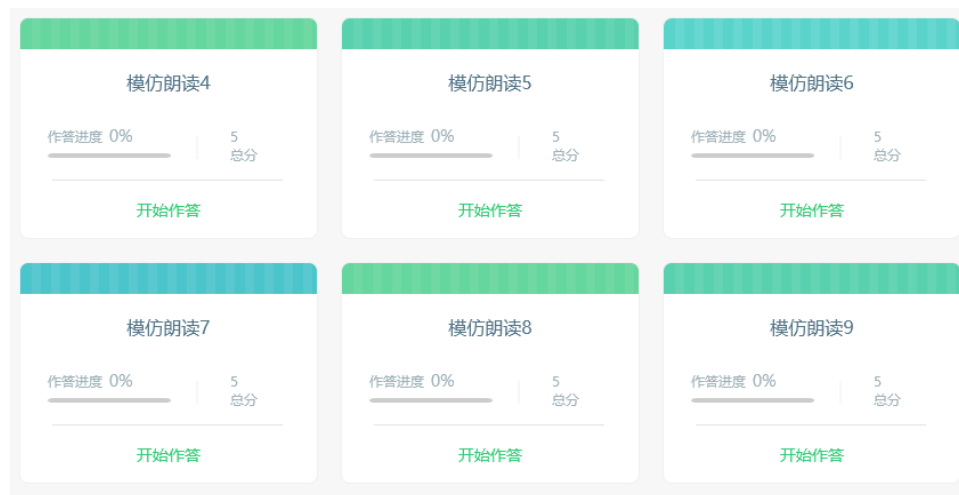 模仿朗读4
模仿朗读5
模仿朗读6
作答进度 0%
5
总分
作答进度 0%
5
总分
作答进度 0%
5
总分
开始作答
开始作答
开始作答
模仿朗读7
模仿朗读8
模仿朗读9
作答进度 0%
5
总分
作答进度 0%
5
总分
作答进度 0%
5
总分
开始作答
开始作答
开始作答